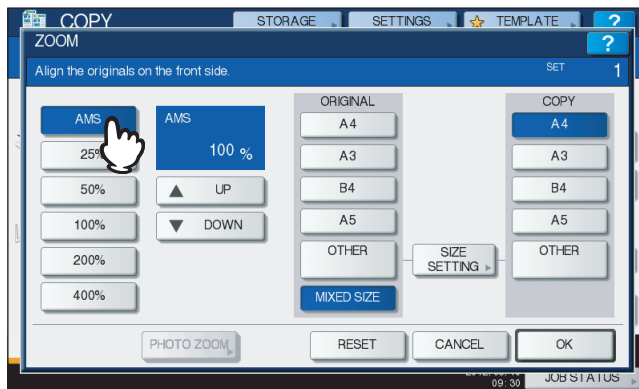 COPY
STORAGE
SETTINGS
TEMPLATE
?
ZOOM
?
Align the originals on the front side.
SET 1
AMS
25%
50%
100%
200%
400%
AMS
100 %
▲ UP
▼ DOWN
ORIGINAL
A4
A3
B4
A5
OTHER
MIXED SIZE
SIZE
SETTING
COPY
A4
A3
B4
A5
OTHER
PHOTO ZOOM
RESET
CANCEL
OK
09:30
JOB STATUS